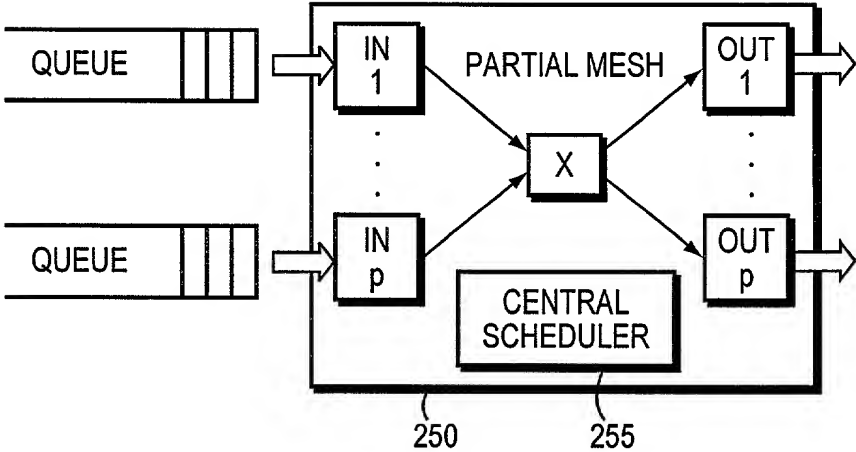 QUEUE
IN
1
PARTIAL MESH
OUT
1
X
QUEUE
IN
p
OUT
p
CENTRAL
SCHEDULER
250
255